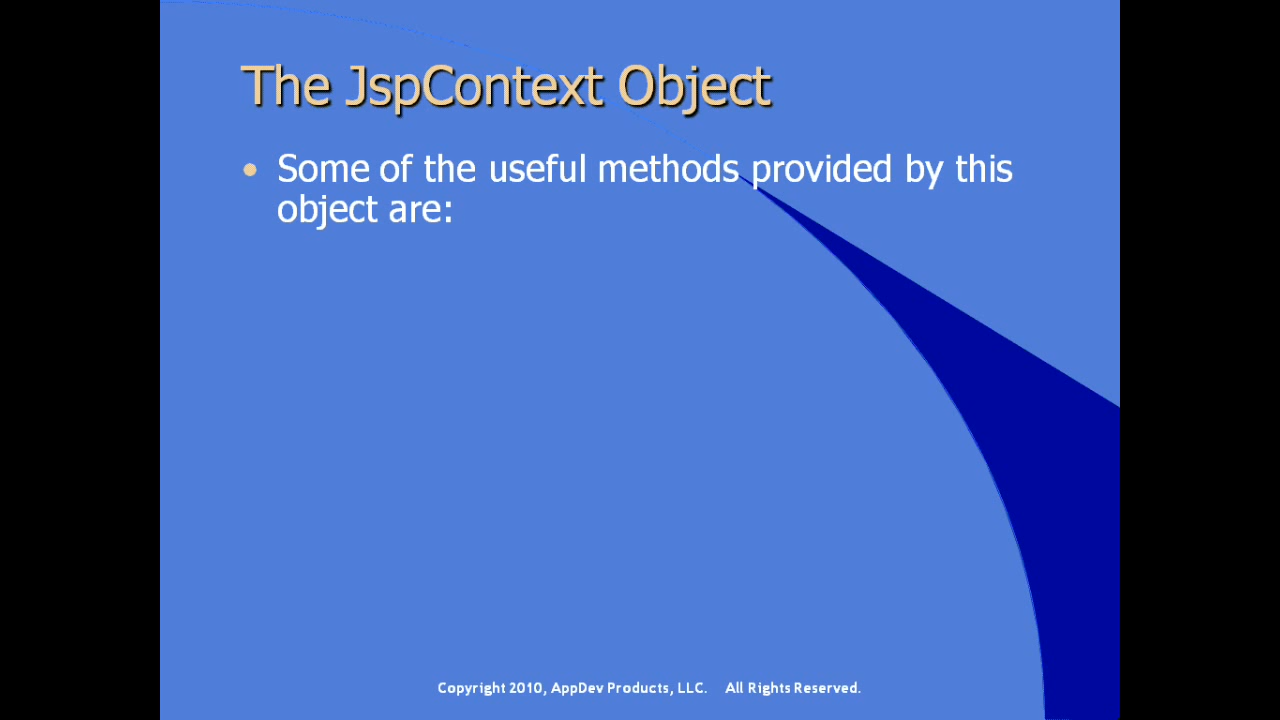 The JspContext Object
• Some of the useful methods provided by this
object are:
Copyright 2010, AppDev Products, LLC. All Rights Reserved.